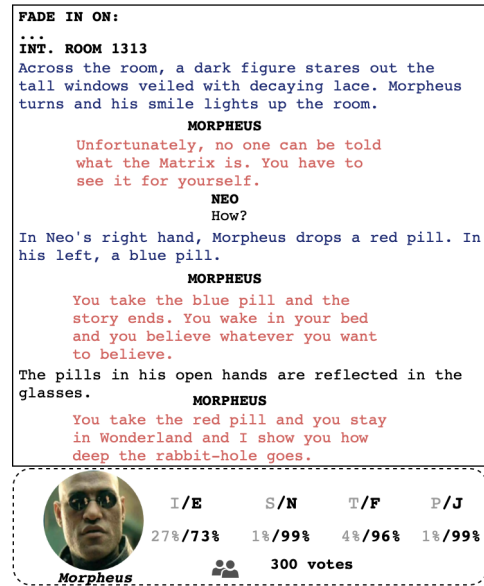 FADE IN ON:
...
INT. ROOM 1313
Across the room, a dark figure stares out the
tall windows veiled with decaying lace. Morpheus
turns and his smile lights up the room.
MORPHEUS
Unfortunately, no one can be told
what the Matrix is. You have to
see it for yourself.
NEO
How?
In Neo's right hand, Morpheus drops a red pill. In
his left, a blue pill.
MORPHEUS
You take the blue pill and the
story ends. You wake in your bed
and you believe whatever you want
to believe.
The pills in his open hands are reflected in the
glasses.
MORPHEUS
You take the red pill and you stay
in Wonderland and I show you how
deep the rabbit-hole goes.
I/E S/N T/F P/J
27%/73% 1%/99% 4%/96% 1%/99%
300 votes
Morpheus